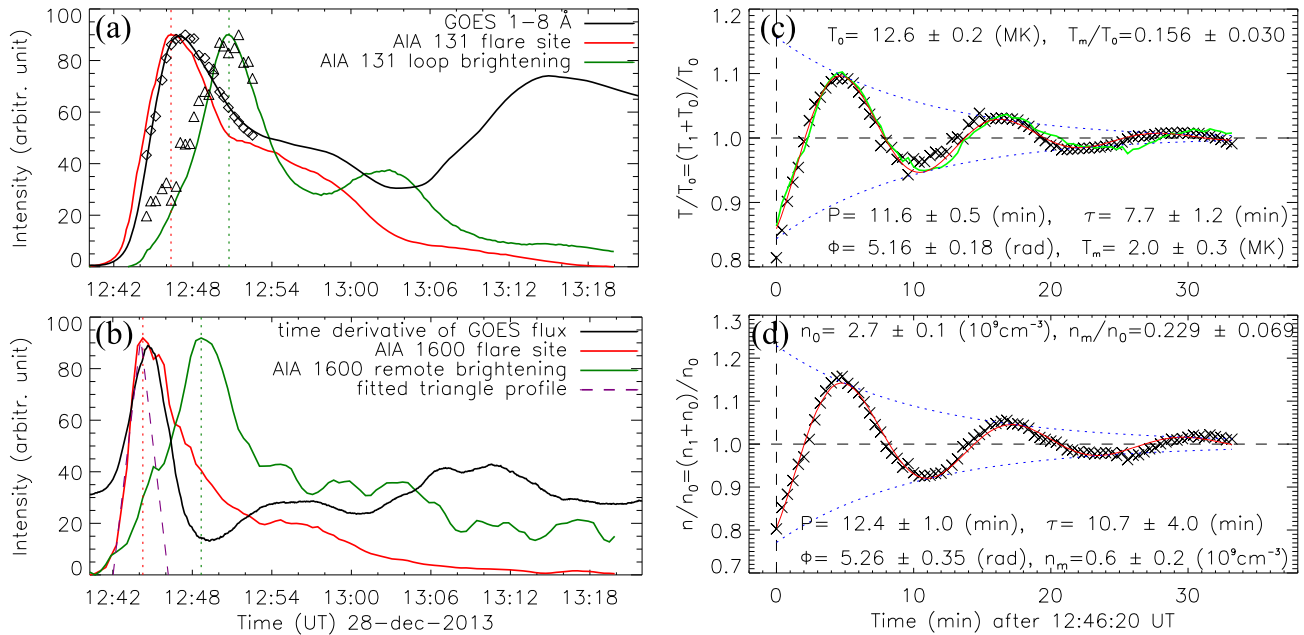 (a)
GOES 1-8 Å
AIA 131 flare site
AIA 131 loop brightening
Intensity (arbitr. unit)
100
80
60
40
20
0
12:42 12:48 12:54 13:00 13:06 13:12 13:18
(b)
time derivative of GOES flux
AIA 1600 flare site
AIA 1600 remote brightening
fitted triangle profile
Intensity (arbitr. unit)
100
80
60
40
20
0
12:42 12:48 12:54 13:00 13:06 13:12 13:18
Time (UT) 28-dec-2013
(c)
T₀= 12.6 ± 0.2 (MK), Tₘ/T₀=0.156 ± 0.030
T/T₀=(T₁+T₀)/T₀
1.2
1.1
1.0
0.9
0.8
P= 11.6 ± 0.5 (min), τ= 7.7 ± 1.2 (min)
Φ= 5.16 ± 0.18 (rad), Tₘ= 2.0 ± 0.3 (MK)
0 10 20 30
(d)
n₀= 2.7 ± 0.1 (10⁹cm⁻³), nₘ/n₀=0.229 ± 0.069
n/n₀=(n₁+n₀)/n₀
1.3
1.2
1.1
1.0
0.9
0.8
0.7
P= 12.4 ± 1.0 (min), τ= 10.7 ± 4.0 (min)
Φ= 5.26 ± 0.35 (rad), nₘ=0.6 ± 0.2 (10⁹cm⁻³)
0 10 20 30
Time (min) after 12:46:20 UT